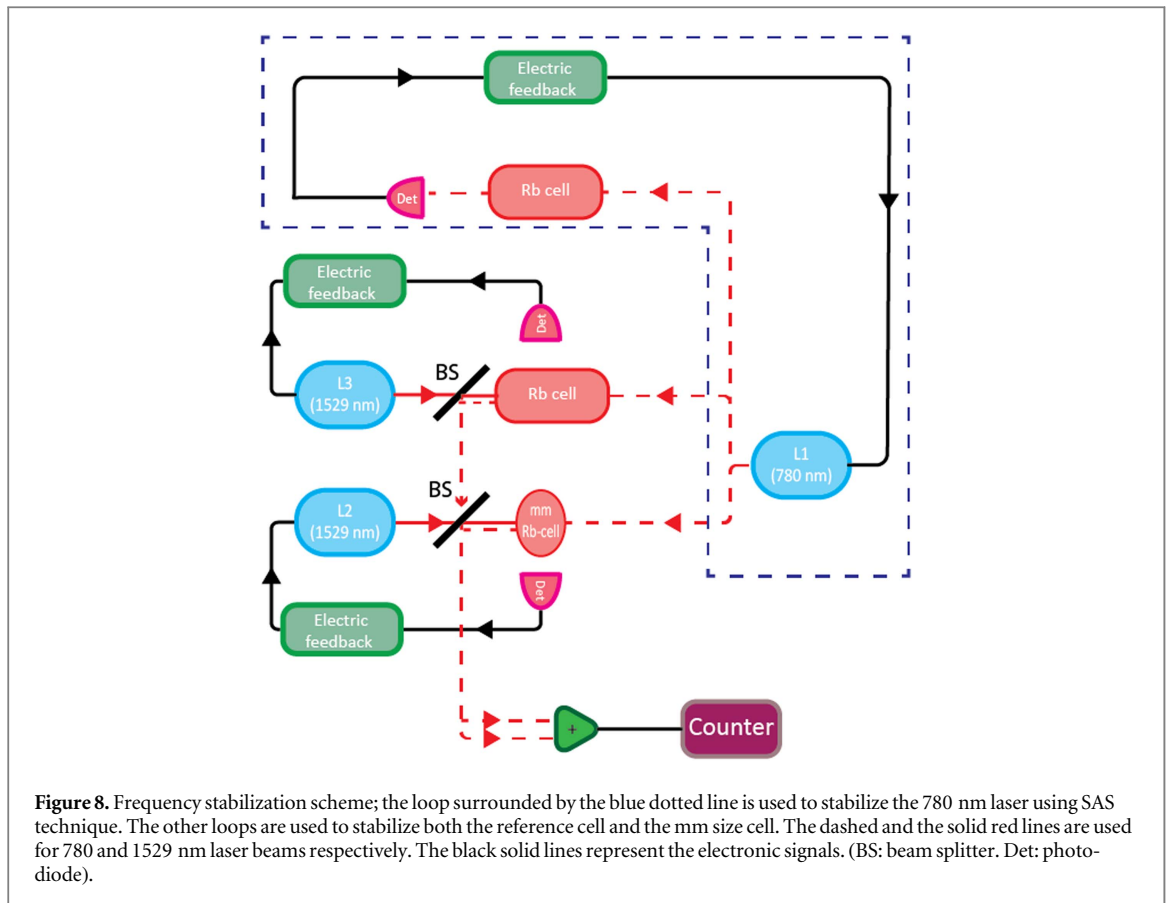 Electric
feedback
Det
Rb cell
Electric
feedback
Det
L3
(1529 nm)
BS
Rb cell
L1
(780 nm)
BS
L2
(1529 nm)
mm
Rb-cell
Det
Electric
feedback
+
Counter
Figure 8. Frequency stabilization scheme; the loop surrounded by the blue dotted line is used to stabilize the 780 nm laser using SAS
technique. The other loops are used to stabilize both the reference cell and the mm size cell. The dashed and the solid red lines are used
for 780 and 1529 nm laser beams respectively. The black solid lines represent the electronic signals. (BS: beam splitter. Det: photo-
diode).